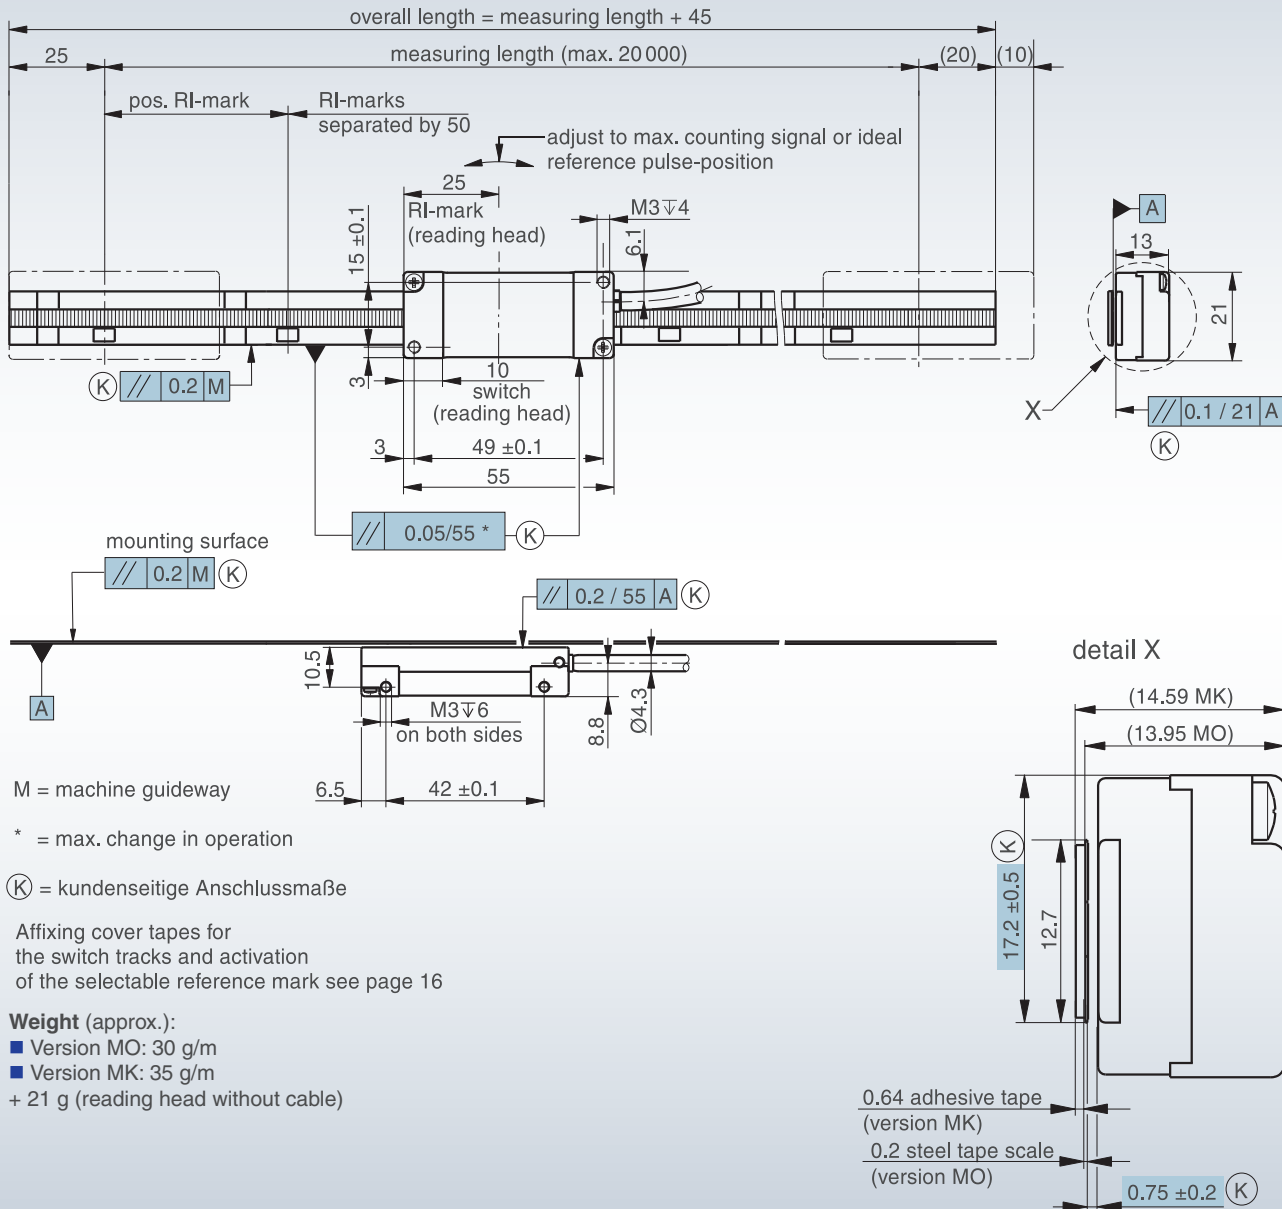 overall length = measuring length + 45
25
measuring length (max. 20 000)
(20)
(10)
pos. RI-mark
RI-marks
separated by 50
adjust to max. counting signal or ideal
reference pulse-position
25
RI-mark
(reading head)
M3↧4
15 ±0.1
6.1
3
10
switch
(reading head)
3
49 ±0.1
55
K // 0.2 M
// 0.05/55 * K
A
13
21
X
// 0.1 / 21 A
K
mounting surface
// 0.2 M K
// 0.2 / 55 A K
A
10.5
M3↧6
on both sides
8.8
Ø4.3
6.5
42 ±0.1
detail X
(14.59 MK)
(13.95 MO)
17.2 ±0.5 K
12.7
0.64 adhesive tape
(version MK)
0.2 steel tape scale
(version MO)
0.75 ±0.2 K
M = machine guideway
* = max. change in operation
K = kundenseitige Anschlussmaße
Affixing cover tapes for
the switch tracks and activation
of the selectable reference mark see page 16
Weight (approx.):
■ Version MO: 30 g/m
■ Version MK: 35 g/m
+ 21 g (reading head without cable)